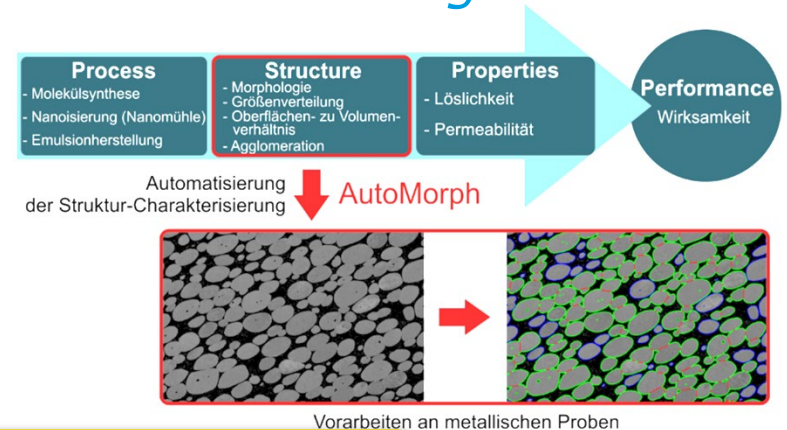 Process
- Molekülsynthese
- Nanoisierung (Nanomühle)
- Emulsionherstellung
Structure
- Morphologie
- Größenverteilung
- Oberflächen- zu Volumen-
verhältnis
- Agglomeration
Properties
- Löslichkeit
- Permeabilität
Performance
Wirksamkeit
Automatisierung
der Struktur-Charakterisierung
AutoMorph
Vorarbeiten an metallischen Proben